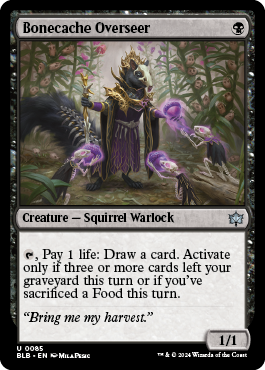 Bonecache Overseer
Creature — Squirrel Warlock
, Pay 1 life: Draw a card. Activate
only if three or more cards left your
graveyard this turn or if you've
sacrificed a Food this turn.
“Bring me my harvest.”
1/1
U 0085
BLB • EN MILA PESIC
™ & © 2024 Wizards of the Coast